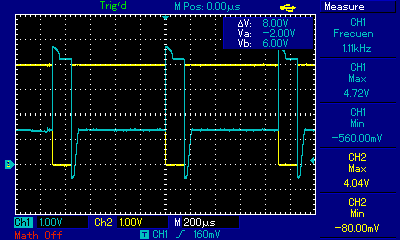 Trig'd M Pos: 0.00µs Measure
ΔV: 8.00V
Va: -2.00V
Vb: 6.00V
CH1
Frecuen
1.11kHz
CH1
Max
4.72V
CH1
Min
-560.00mV
CH2
Max
4.04V
CH2
Min
-80.00mV
2
Ch1 1.00V Ch2 1.00V M 200µs
Math Off T CH1 160mV